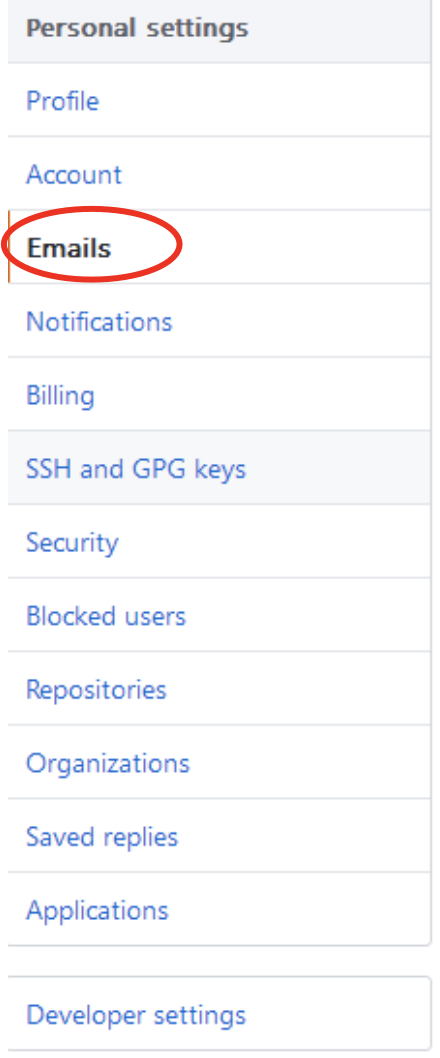 Personal settings
Profile
Account
Emails
Notifications
Billing
SSH and GPG keys
Security
Blocked users
Repositories
Organizations
Saved replies
Applications
Developer settings